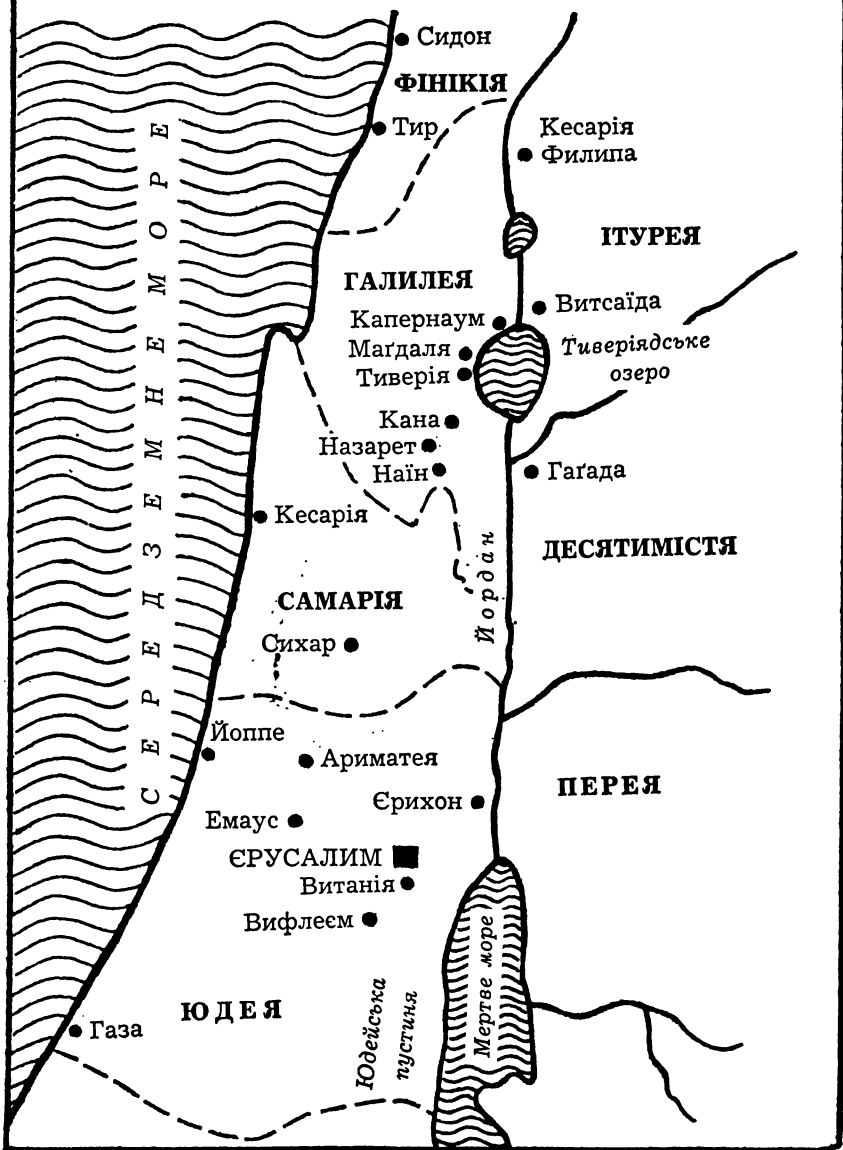 Сидон
ФІНІКІЯ
Тир
Кесарія
Филипа
СЕРЕДЗЕМНЕ МОРЕ
ІТУРЕЯ
ГАЛИЛЕЯ
Витсаїда
Капернаум
Маґдаля
Тиверія
Тиверіядське
озеро
Кана
Назарет
Наїн
Гаґада
Кесарія
Йордан
ДЕСЯТИМІСТЯ
САМАРІЯ
Сихар
Йоппе
Ариматея
Єрихон
ПЕРЕЯ
Емаус
ЄРУСАЛИМ
Витанія
Вифлеєм
Мертве море
ЮДЕЯ
Юдейська
пустиня
Газа